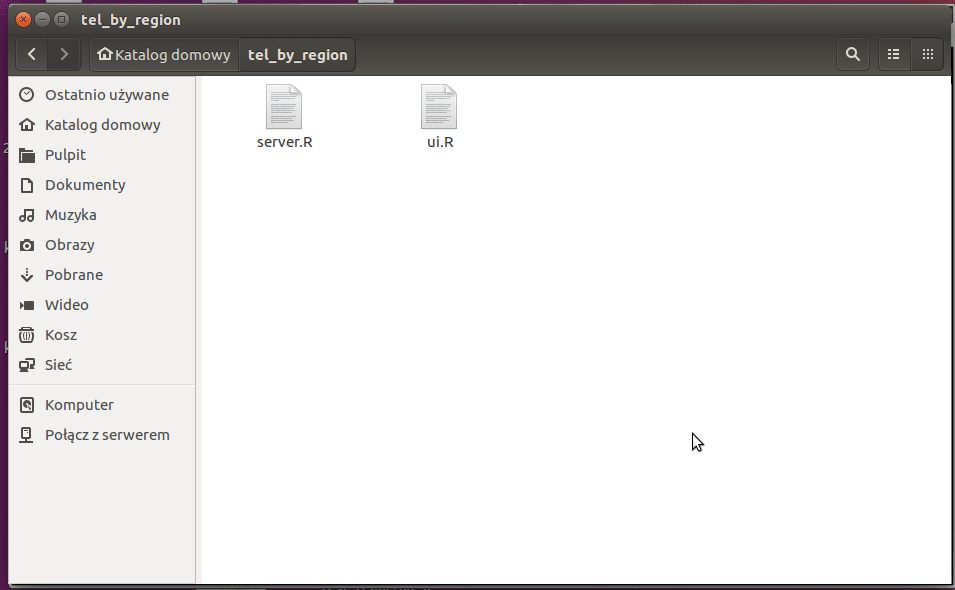 tel_by_region
Katalog domowy tel_by_region
Ostatnio używane
Katalog domowy
Pulpit
Dokumenty
Muzyka
Obrazy
Pobrane
Wideo
Kosz
Sieć
Komputer
Połącz z serwerem
server.R
ui.R